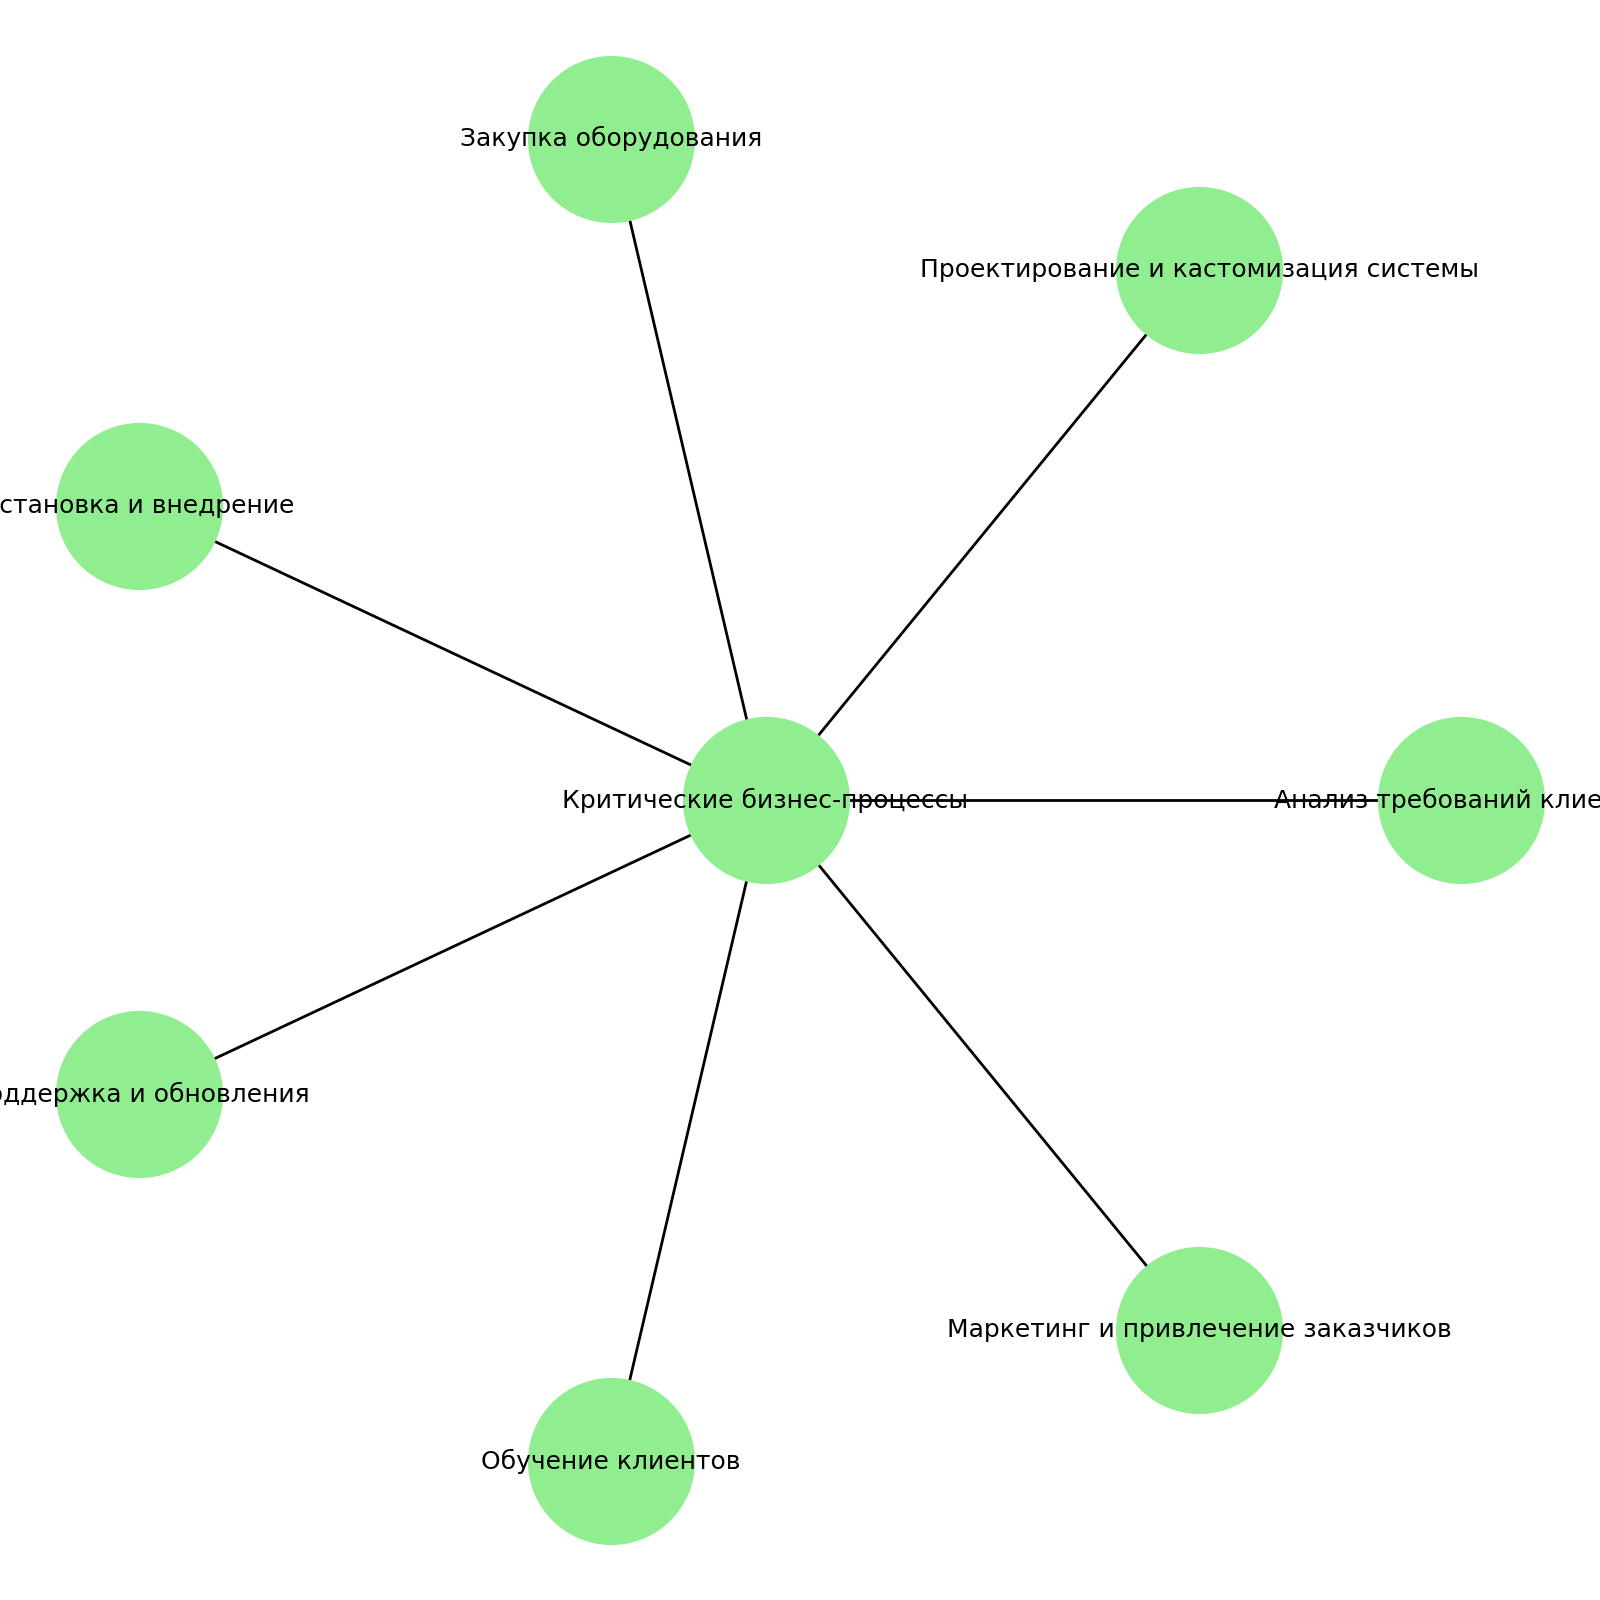 Закупка оборудования
Проектирование и кастомизация системы
становка и внедрение
Критические бизнес-процессы
Анализ требований клие
оддержка и обновления
Маркетинг и привлечение заказчиков
Обучение клиентов